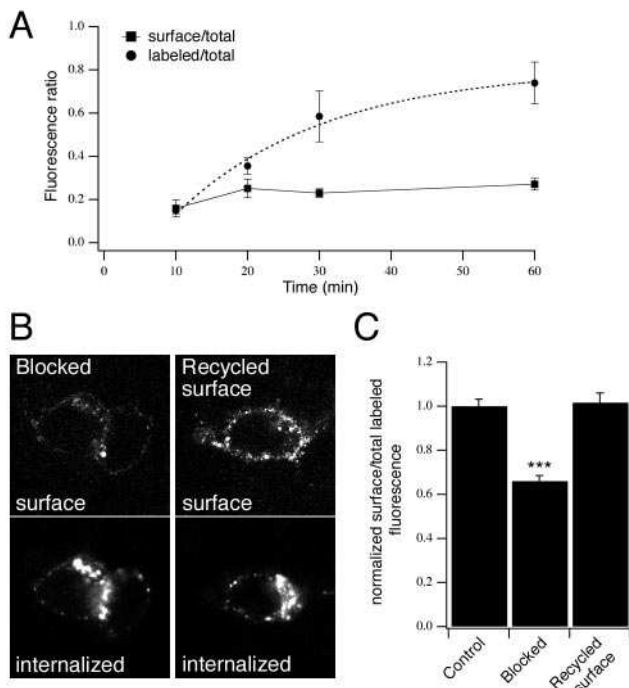 A
surface/total
labeled/total
Fluorescence ratio
1.0
0.8
0.6
0.4
0.2
0.0
0 10 20 30 40 50 60
Time (min)
B
Blocked
surface
Recycled
surface
surface
internalized
internalized
C
normalized surface/total labeled
fluorescence
1.2
1.0
0.8
0.6
0.4
0.2
0.0
***
Control
Blocked
Recycled
surface